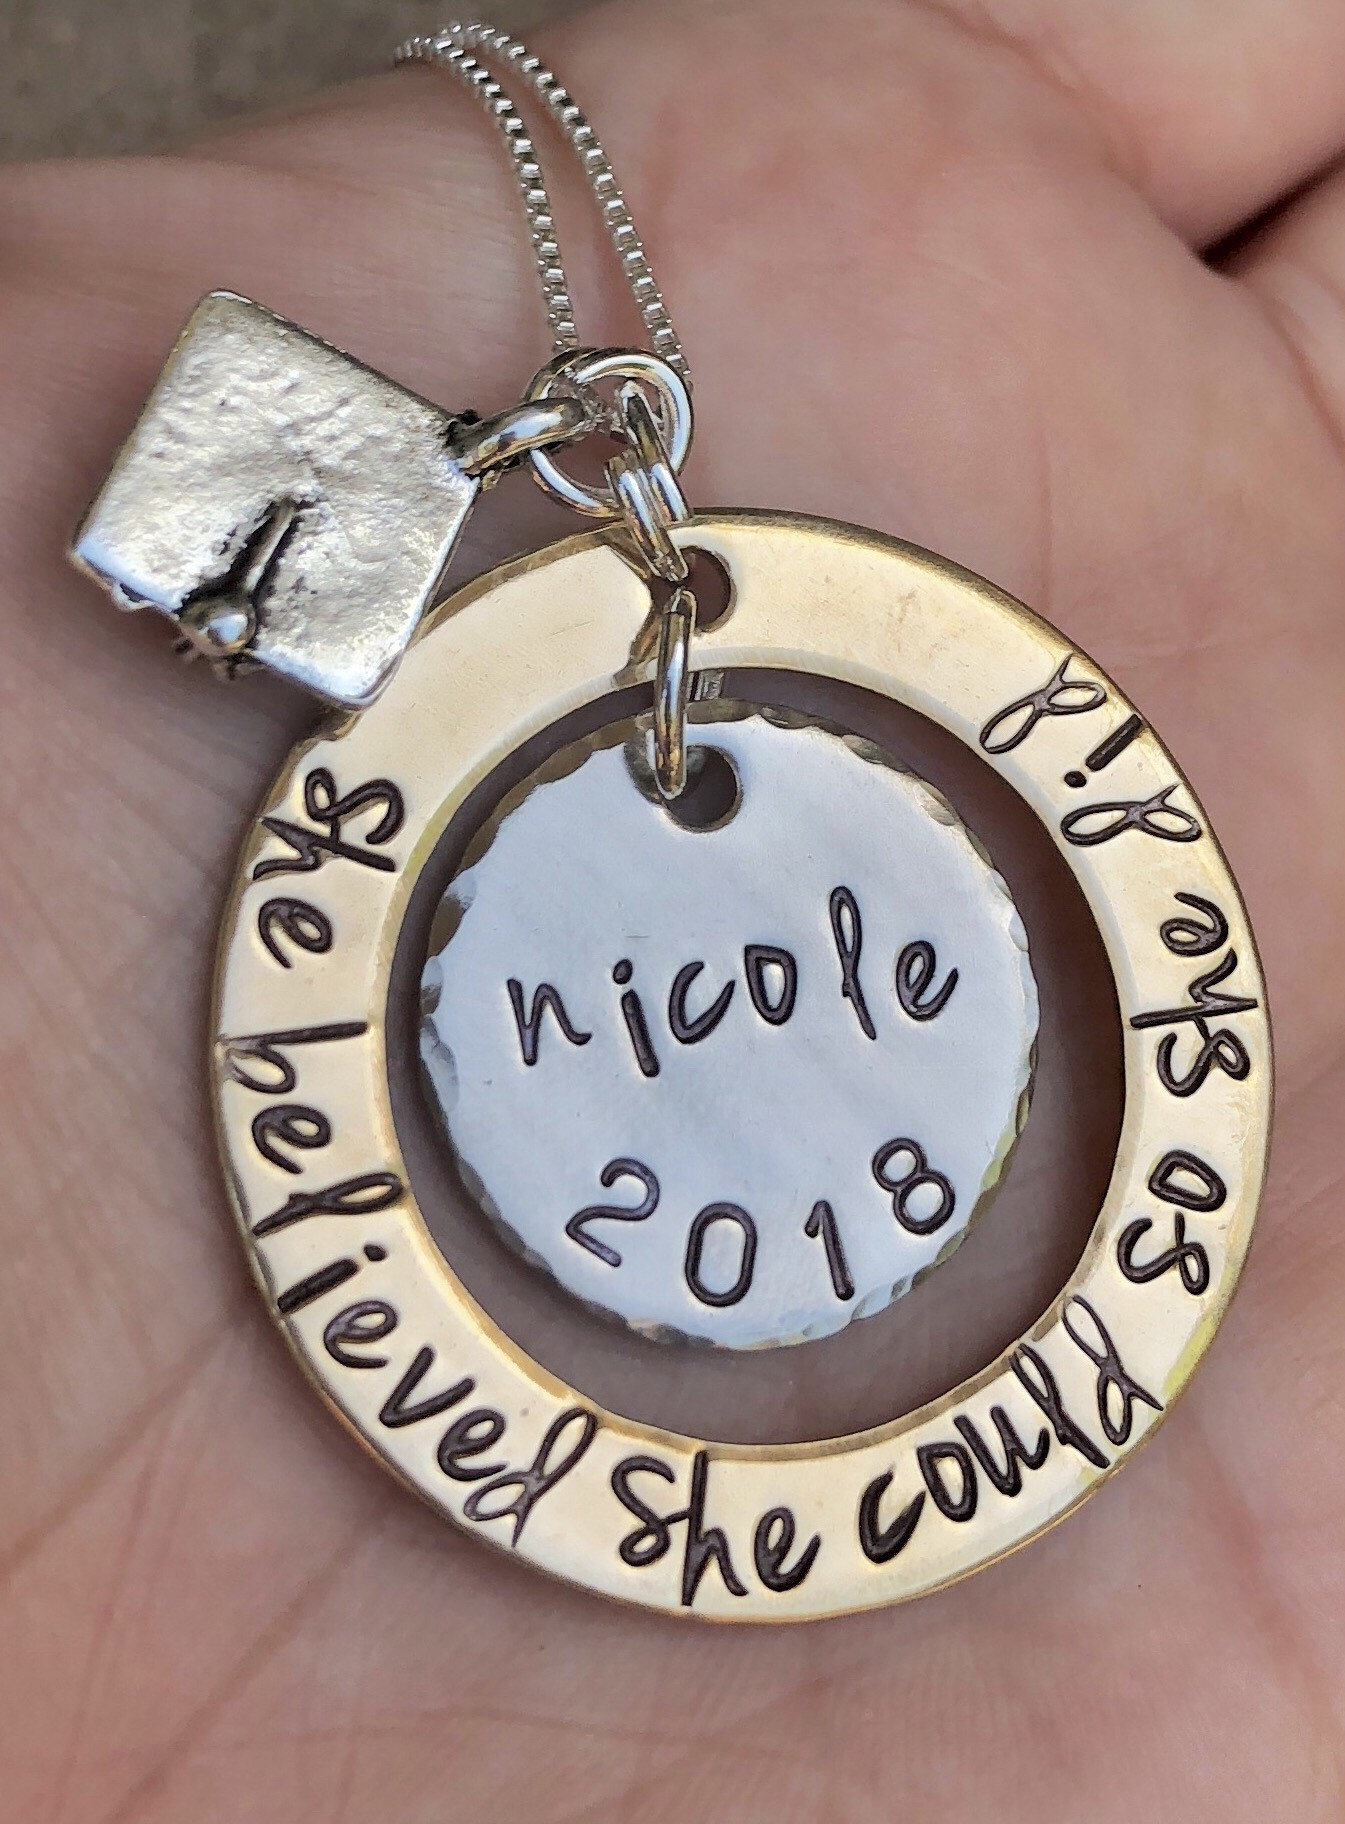 she believed she could so she did
nicole
2018